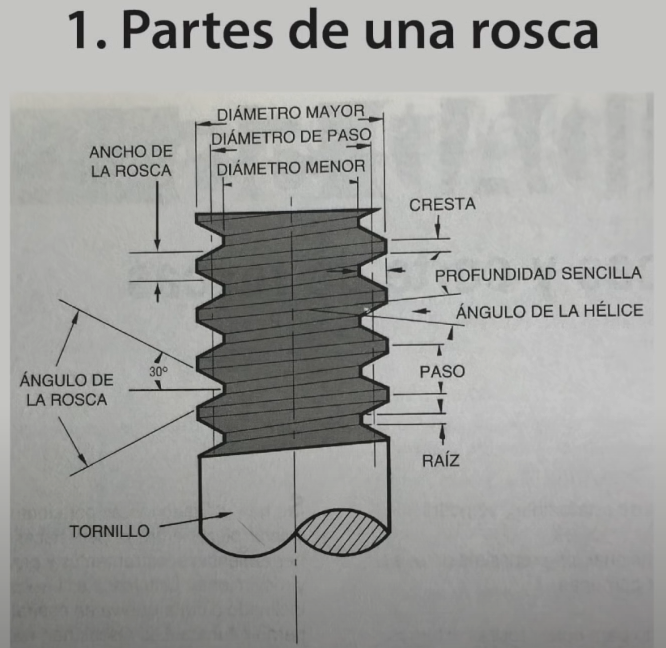 1. Partes de una rosca
DIÁMETRO MAYOR
DIÁMETRO DE PASO
DIÁMETRO MENOR
ANCHO DE
LA ROSCA
CRESTA
PROFUNDIDAD SENCILLA
ÁNGULO DE LA HÉLICE
30°
ÁNGULO DE
LA ROSCA
PASO
RAÍZ
TORNILLO